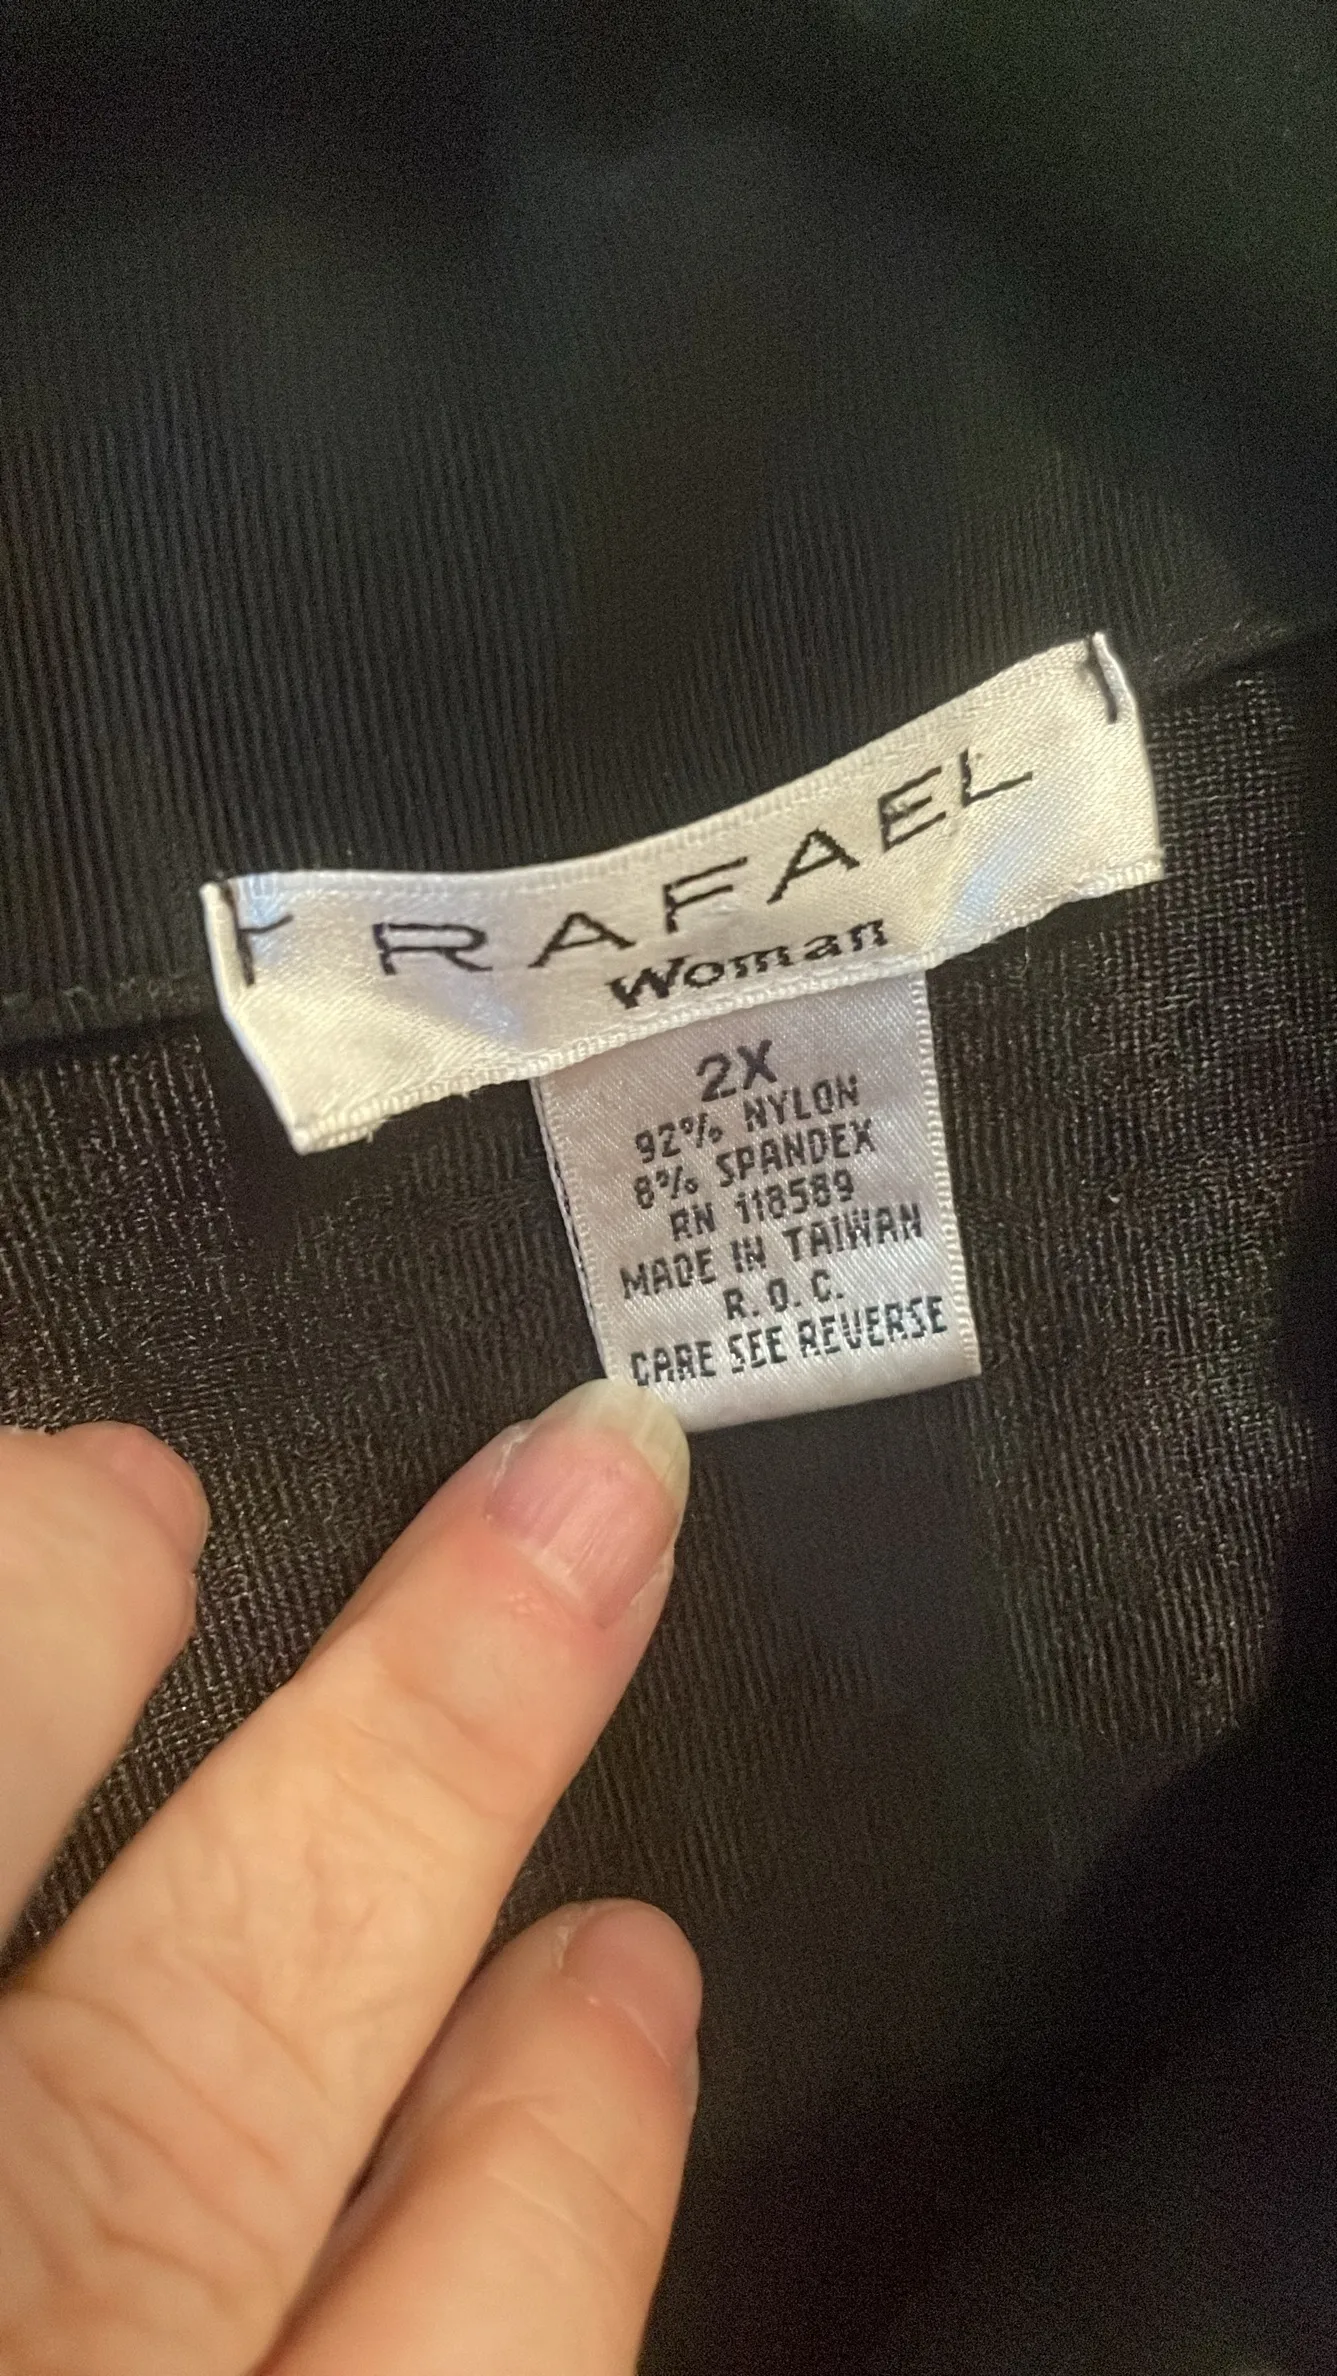 RAFAEL
Woman
2X
92% NYLON
8% SPANDEX
RN 118589
MADE IN TAIWAN
R.O.C.
CARE SEE REVERSE